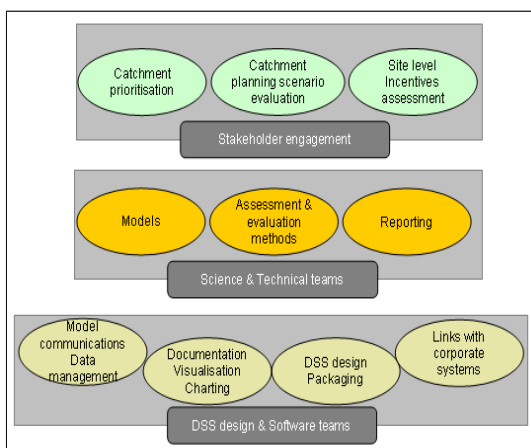 Catchment
prioritisation
Catchment
planning scenario
evaluation
Site level
Incentives
assessment
Stakeholder engagement
Models
Assessment &
evaluation
methods
Reporting
Science & Technical teams
Model
communications
Data
management
Documentation
Visualisation
Charting
DSS design
Packaging
Links with
corporate
systems
DSS design & Software teams